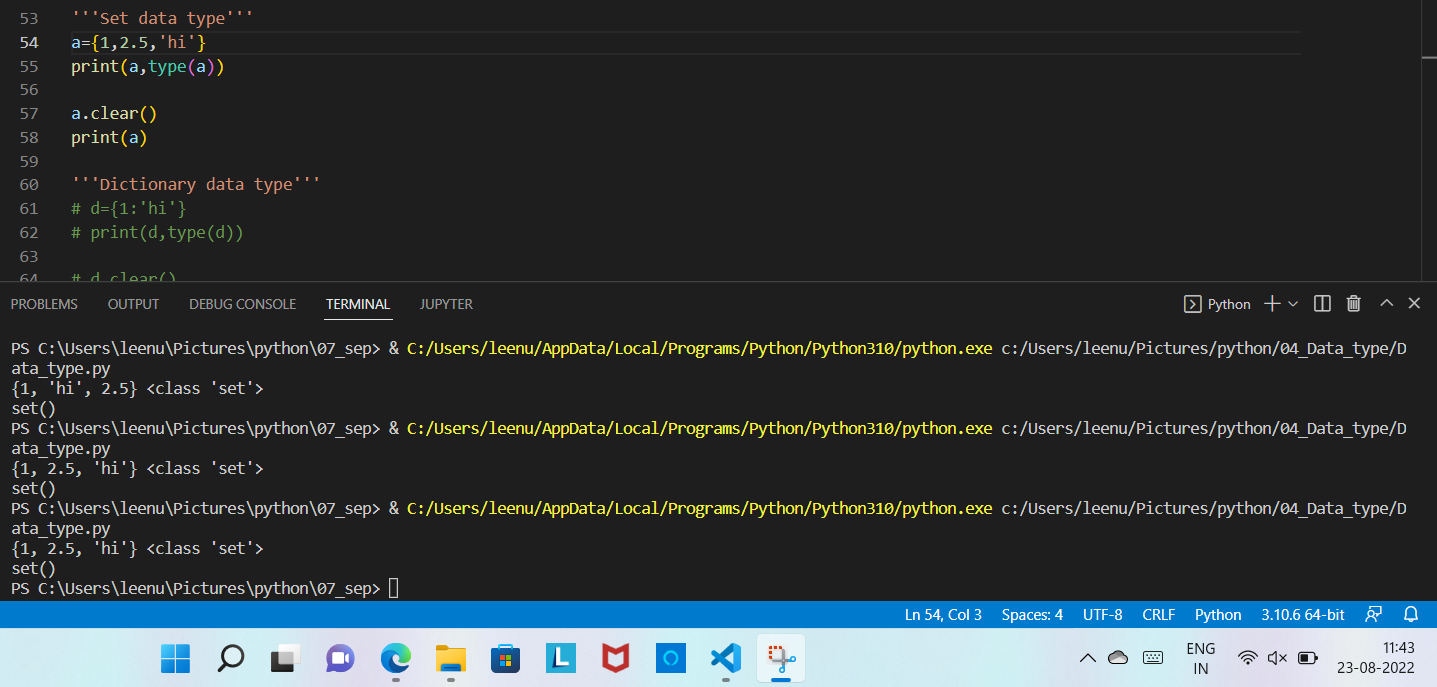 53 '''Set data type'''
54 a={1,2.5,'hi'}
55 print(a,type(a))
56
57 a.clear()
58 print(a)
59
60 '''Dictionary data type'''
61 # d={1:'hi'}
62 # print(d,type(d))
63
64 # d.clear()
PROBLEMS OUTPUT DEBUG CONSOLE TERMINAL JUPYTER Python
PS C:\Users\leenu\Pictures\python\07_sep> & C:/Users/leenu/AppData/Local/Programs/Python/Python310/python.exe c:/Users/leenu/Pictures/python/04_Data_type/D
ata_type.py
{1, 'hi', 2.5} <class 'set'>
set()
PS C:\Users\leenu\Pictures\python\07_sep> & C:/Users/leenu/AppData/Local/Programs/Python/Python310/python.exe c:/Users/leenu/Pictures/python/04_Data_type/D
ata_type.py
{1, 2.5, 'hi'} <class 'set'>
set()
PS C:\Users\leenu\Pictures\python\07_sep> & C:/Users/leenu/AppData/Local/Programs/Python/Python310/python.exe c:/Users/leenu/Pictures/python/04_Data_type/D
ata_type.py
{1, 2.5, 'hi'} <class 'set'>
set()
PS C:\Users\leenu\Pictures\python\07_sep>
Ln 54, Col 3 Spaces: 4 UTF-8 CRLF Python 3.10.6 64-bit
L
ENG
IN
11:43
23-08-2022